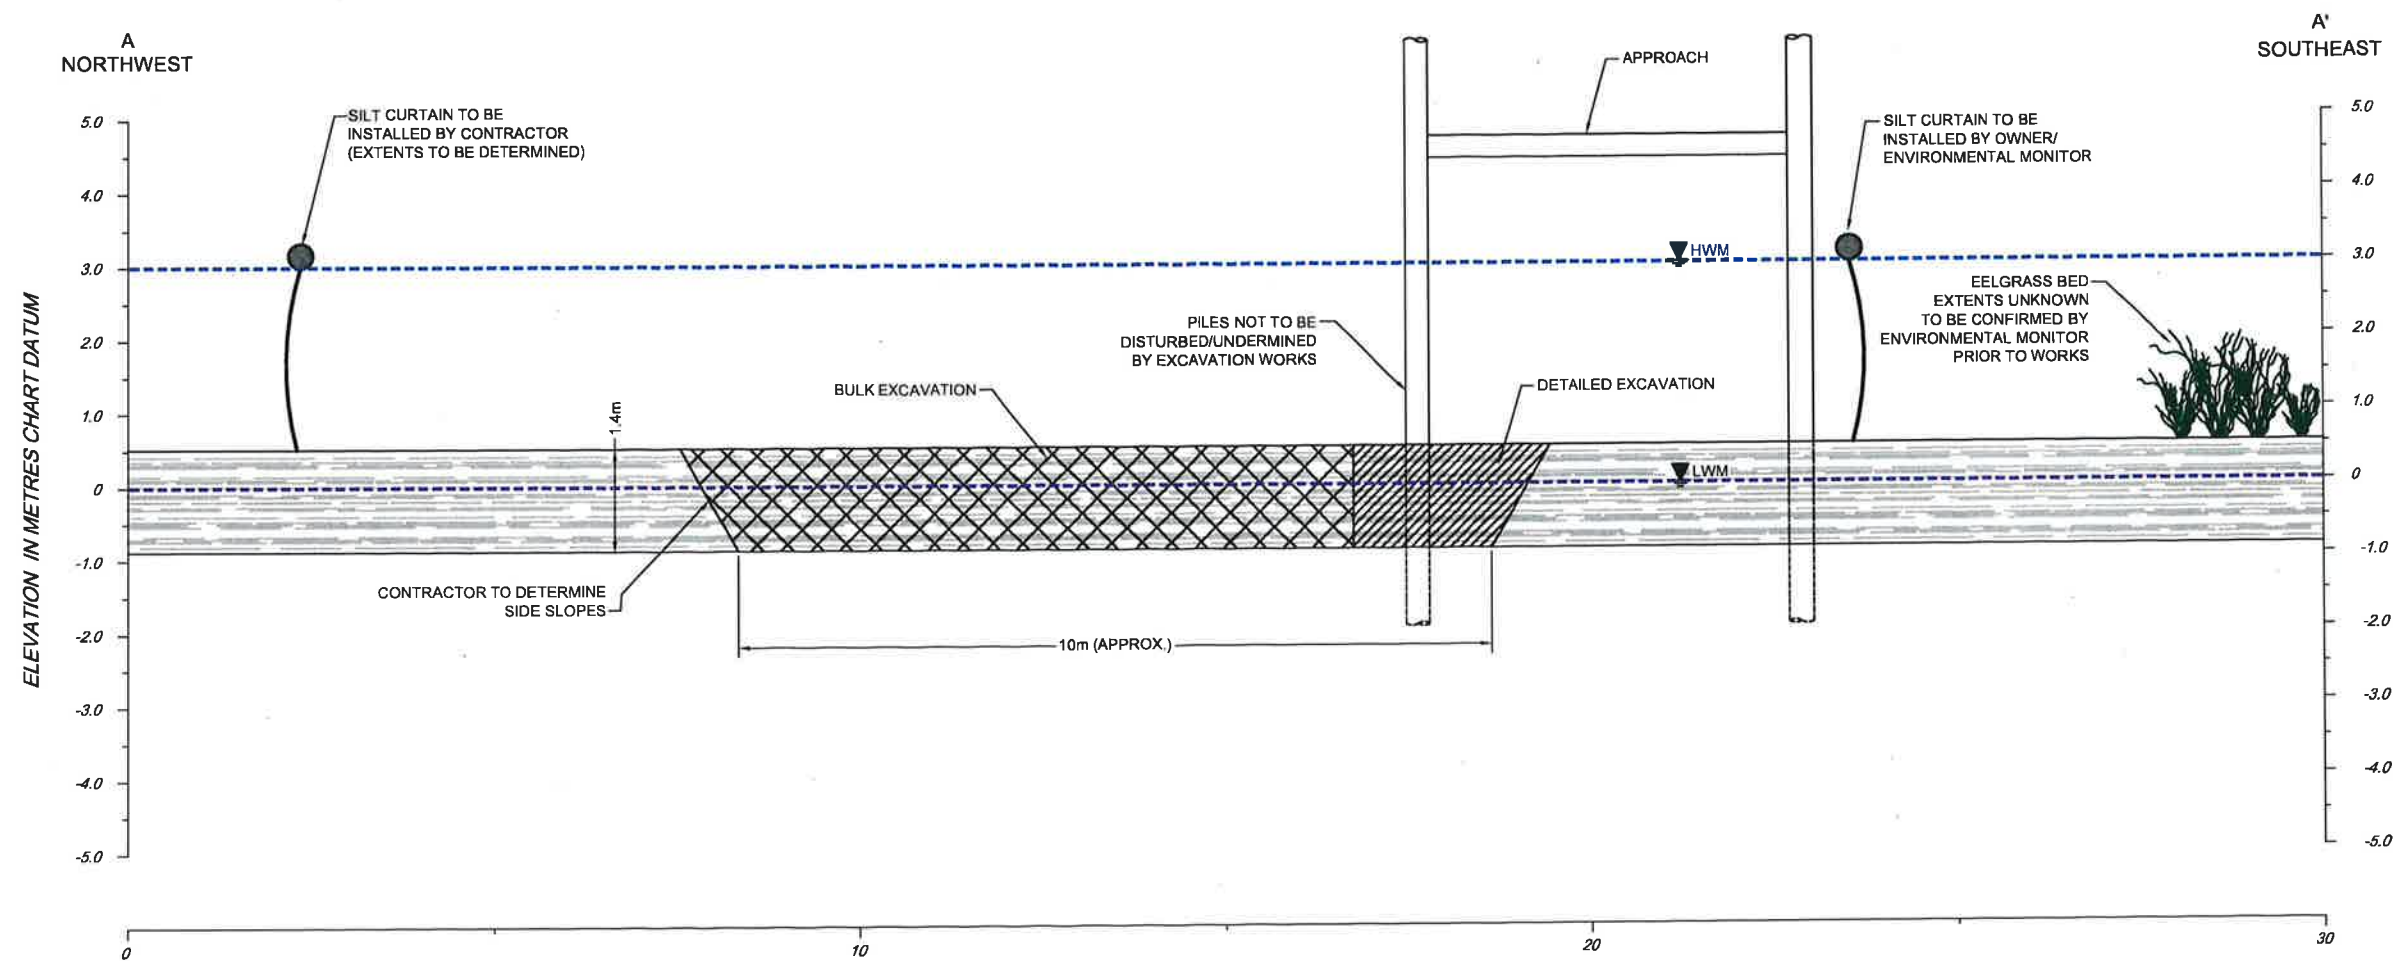 A
NORTHWEST
A'
SOUTHEAST
APPROACH
SILT CURTAIN TO BE
INSTALLED BY CONTRACTOR
(EXTENTS TO BE DETERMINED)
SILT CURTAIN TO BE
INSTALLED BY OWNER/
ENVIRONMENTAL MONITOR
HWM
EELGRASS BED
EXTENTS UNKNOWN
TO BE CONFIRMED BY
ENVIRONMENTAL MONITOR
PRIOR TO WORKS
PILES NOT TO BE
DISTURBED/UNDERMINED
BY EXCAVATION WORKS
BULK EXCAVATION
DETAILED EXCAVATION
1.4m
LWM
CONTRACTOR TO DETERMINE
SIDE SLOPES
10m (APPROX.)
ELEVATION IN METRES CHART DATUM
5.0
4.0
3.0
2.0
1.0
0
-1.0
-2.0
-3.0
-4.0
-5.0
5.0
4.0
3.0
2.0
1.0
0
-1.0
-2.0
-3.0
-4.0
-5.0
0
10
20
30